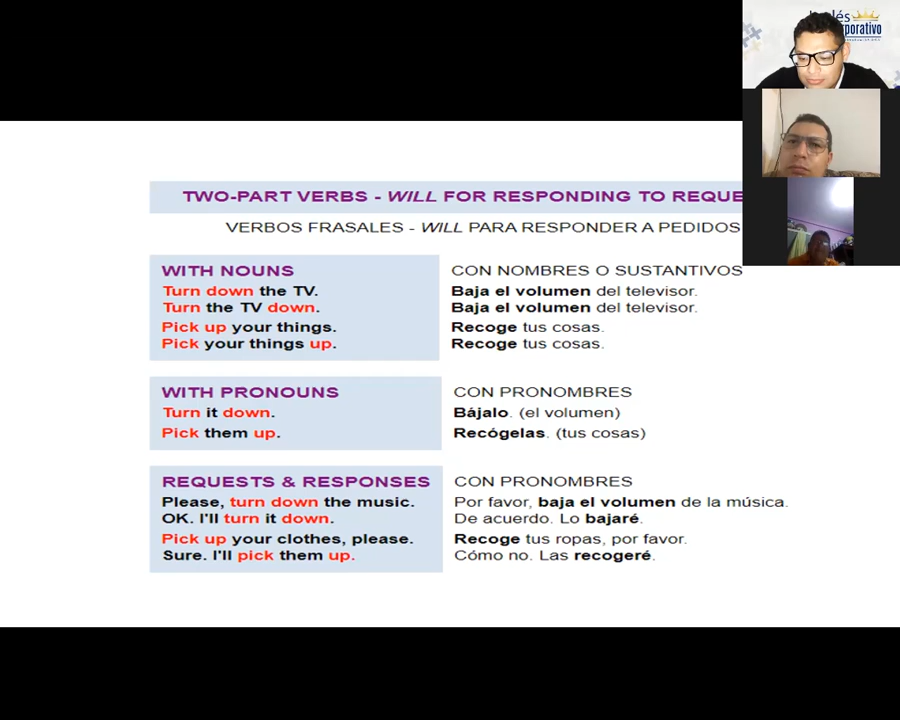 TWO-PART VERBS - WILL FOR RESPONDING TO
VERBOS FRASALES - WILL PARA RESPONDER A PEDIDOS
WITH NOUNS
Turn down the TV.
Turn the TV down.
Pick up your things.
Pick your things up.
CON NOMBRES O SUSTANTIVOS
Baja el volumen del televisor.
Baja el volumen del televisor.
Recoge tus cosas.
Recoge tus cosas.
WITH PRONOUNS
Turn it down.
Pick them up.
CON PRONOMBRES
Bájalo. (el volumen)
Recógelas. (tus cosas)
REQUESTS & RESPONSES
Please, turn down the music.
OK. I'll turn it down.
Pick up your clothes, please.
Sure. I'll pick them up.
CON PRONOMBRES
Por favor, baja el volumen de la música.
De acuerdo. Lo bajaré.
Recoge tus ropas, por favor.
Cómo no. Las recogeré.